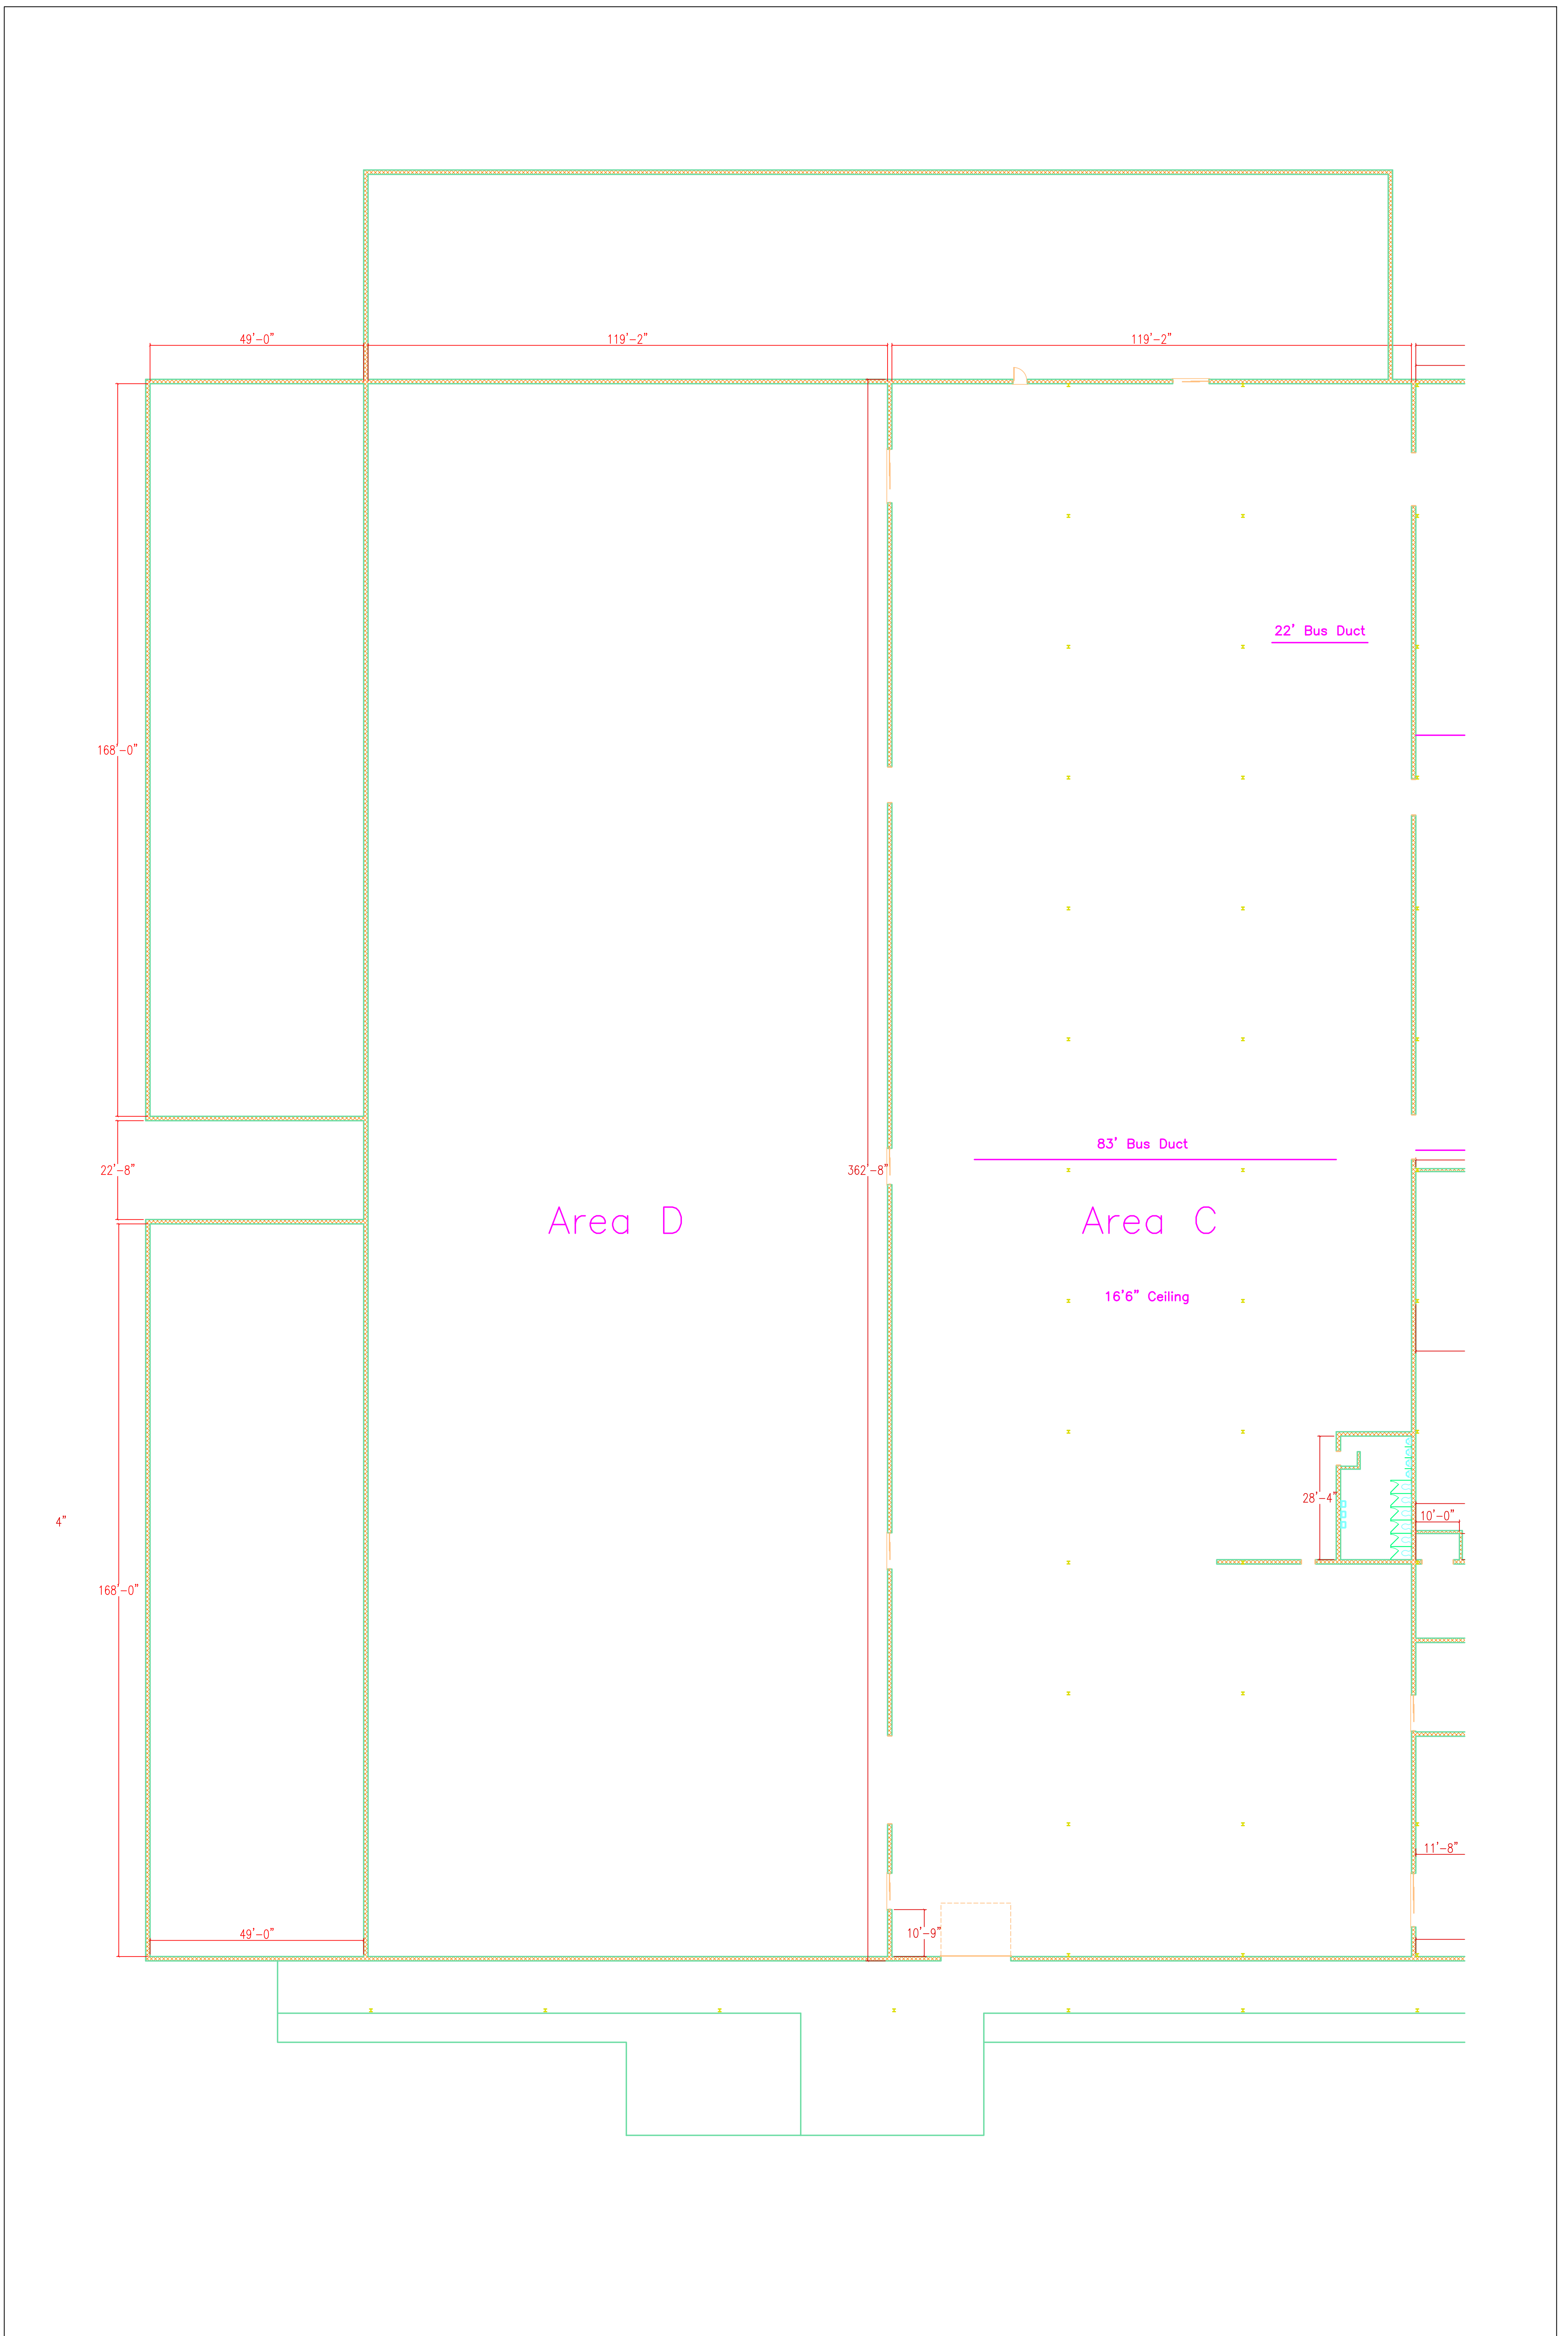 49'-0" 119'-2" 119'-2"
22' Bus Duct
168'-0"
83' Bus Duct
22'-8" 362'-8"
Area D Area C
16'6" Ceiling
28'-4"
4" 10'-0"
168'-0"
11'-8"
49'-0" 10'-9"